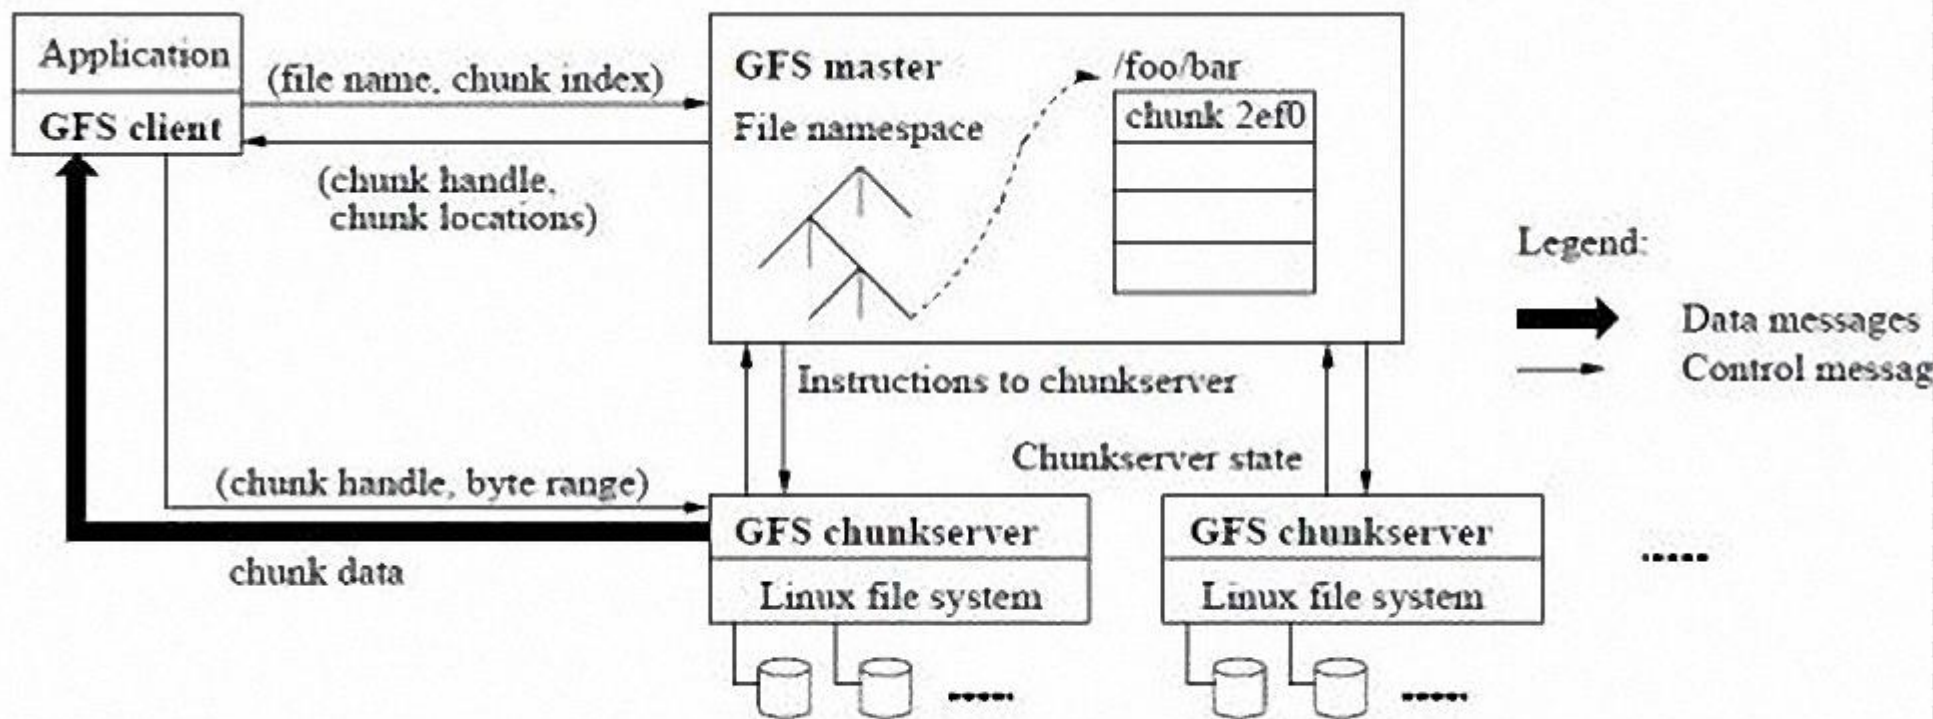 Application
GFS client
(file name, chunk index)
(chunk handle,
chunk locations)
GFS master
File namespace
/foo/bar
chunk 2ef0
Legend:
Data messages
Control messag
Instructions to chunkserver
Chunkserver state
(chunk handle, byte range)
chunk data
GFS chunkserver
Linux file system
GFS chunkserver
Linux file system